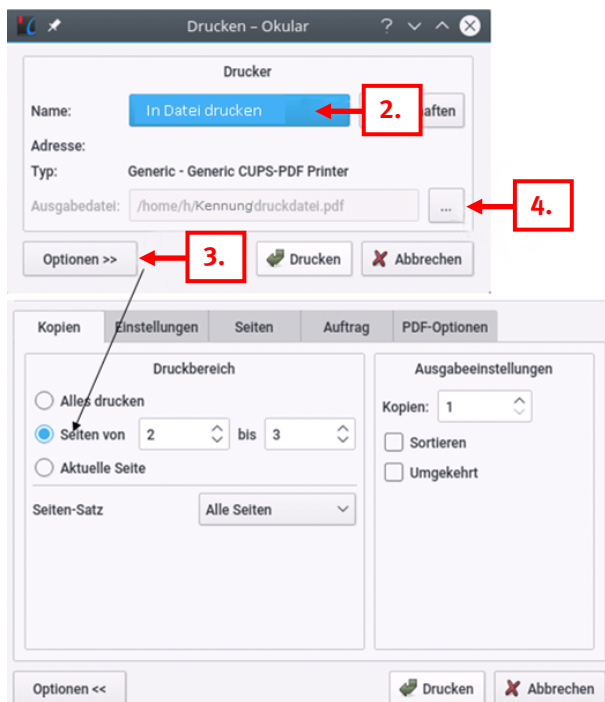 Drucken – Okular
Drucker
Name: In Datei drucken 2. aften
Adresse:
Typ: Generic - Generic CUPS-PDF Printer
Ausgabedatei: /home/h/Kennung/druckdatei.pdf ... 4.
Optionen >> 3. Drucken Abbrechen
Kopien Einstellungen Seiten Auftrag PDF-Optionen
Druckbereich Ausgabeeinstellungen
Alles drucken Kopien: 1
Seiten von 2 bis 3 Sortieren
Aktuelle Seite Umgekehrt
Seiten-Satz Alle Seiten
Optionen << Drucken Abbrechen